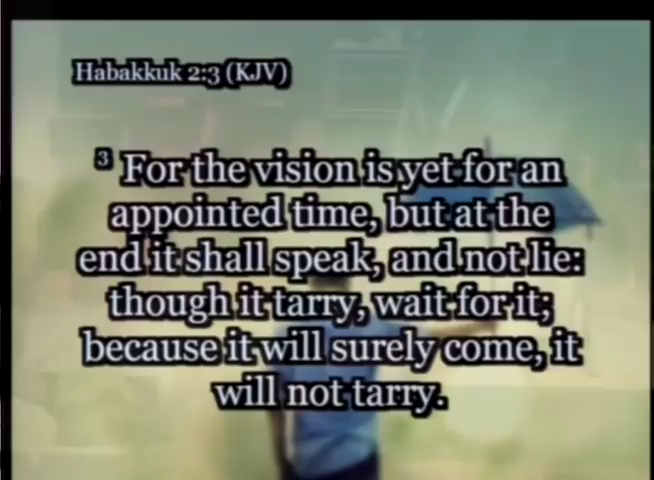 Habakkuk 2:3 (KJV)
3 For the vision is yet for an
appointed time, but at the
end it shall speak, and not lie:
though it tarry, wait for it;
because it will surely come, it
will not tarry.